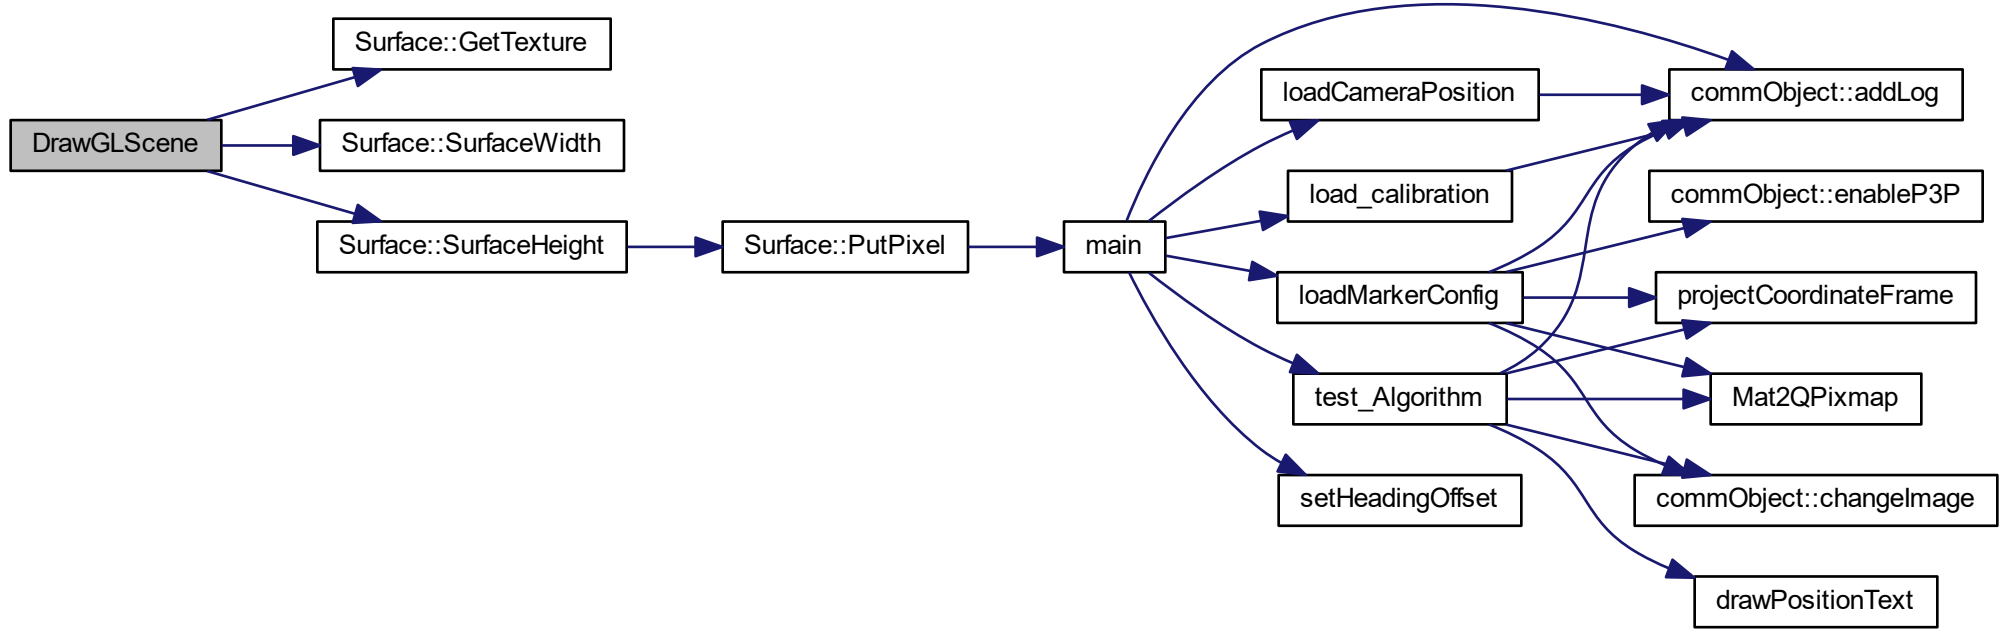 DrawGLScene
Surface::GetTexture
Surface::SurfaceWidth
Surface::SurfaceHeight
Surface::PutPixel
main
loadCameraPosition
load_calibration
loadMarkerConfig
test_Algorithm
setHeadingOffset
commObject::addLog
commObject::enableP3P
projectCoordinateFrame
Mat2QPixmap
commObject::changeImage
drawPositionText